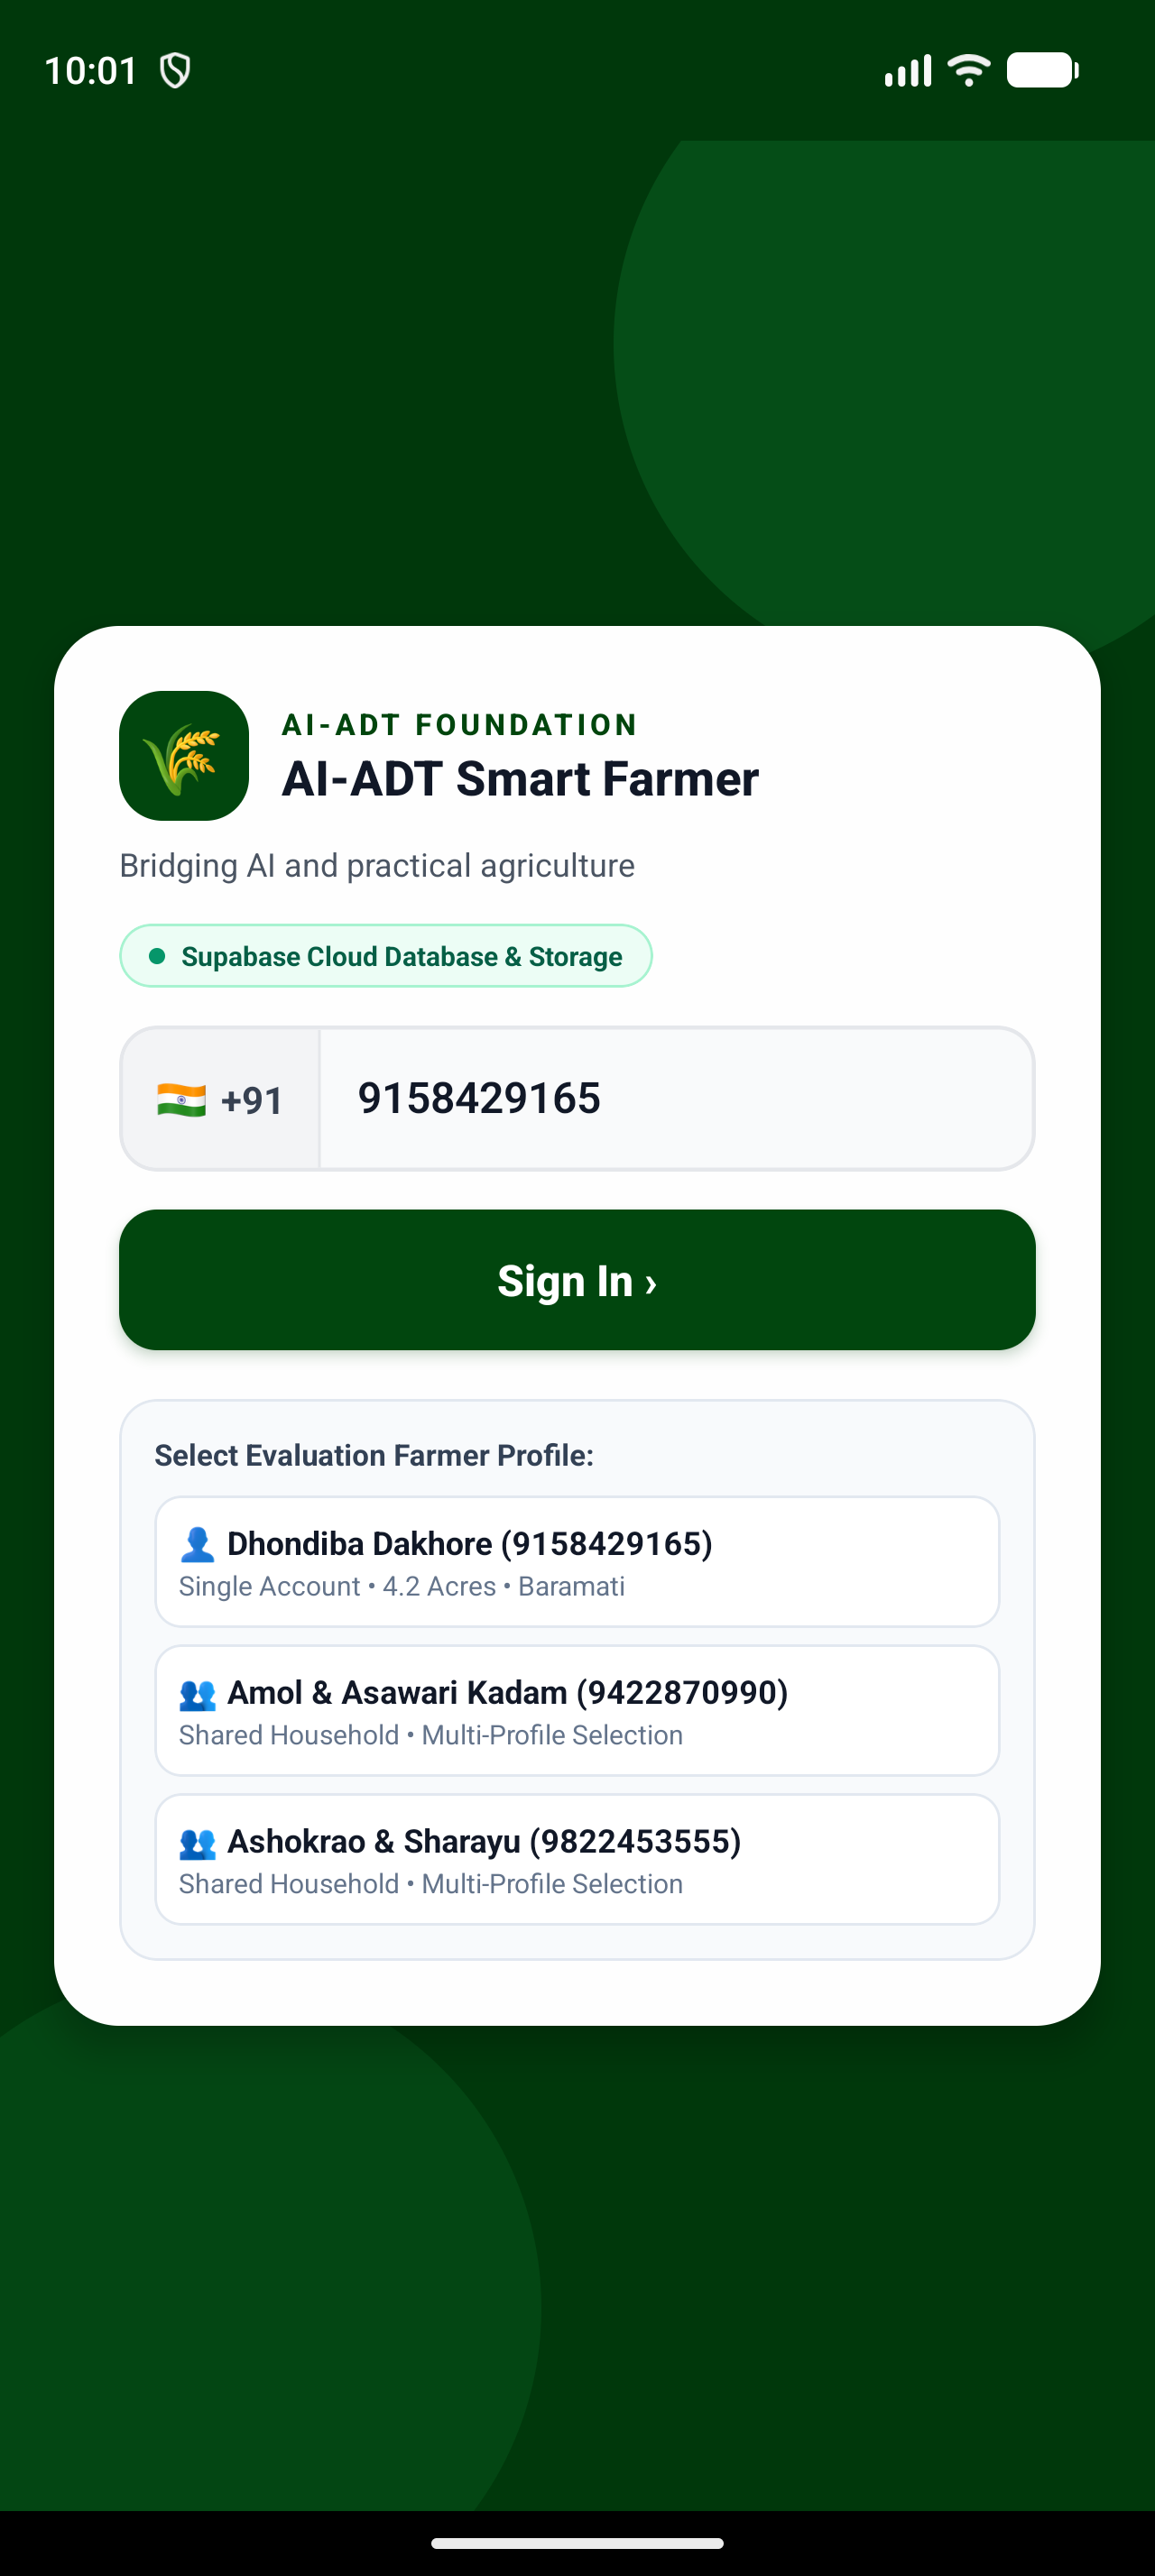 10:01
AI-ADT FOUNDATION
AI-ADT Smart Farmer
Bridging AI and practical agriculture
Supabase Cloud Database & Storage
+91 9158429165
Sign In ›
Select Evaluation Farmer Profile:
Dhondiba Dakhore (9158429165)
Single Account • 4.2 Acres • Baramati
Amol & Asawari Kadam (9422870990)
Shared Household • Multi-Profile Selection
Ashokrao & Sharayu (9822453555)
Shared Household • Multi-Profile Selection